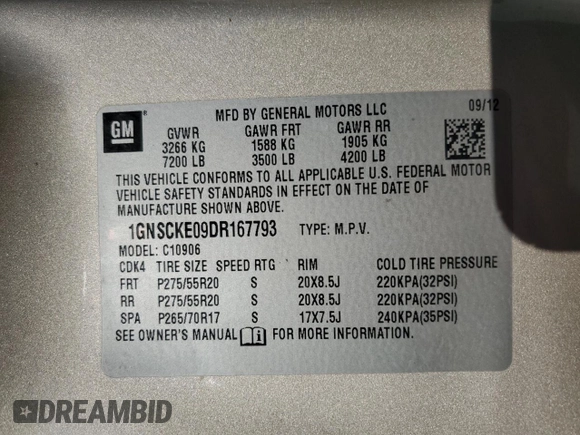 MFD BY GENERAL MOTORS LLC 09/12
GM
GVWR GAWR FRT GAWR RR
3266 KG 1588 KG 1905 KG
7200 LB 3500 LB 4200 LB
THIS VEHICLE CONFORMS TO ALL APPLICABLE U.S. FEDERAL MOTOR
VEHICLE SAFETY STANDARDS IN EFFECT ON THE DATE OF
MANUFACTURE SHOWN ABOVE.
1GNSCKE09DR167793 TYPE: M.P.V.
MODEL: C10906
CDK4 TIRE SIZE SPEED RTG RIM COLD TIRE PRESSURE
FRT P275/55R20 S 20X8.5J 220KPA(32PSI)
RR P275/55R20 S 20X8.5J 220KPA(32PSI)
SPA P265/70R17 S 17X7.5J 240KPA(35PSI)
SEE OWNER'S MANUAL FOR MORE INFORMATION.
DREAMBID